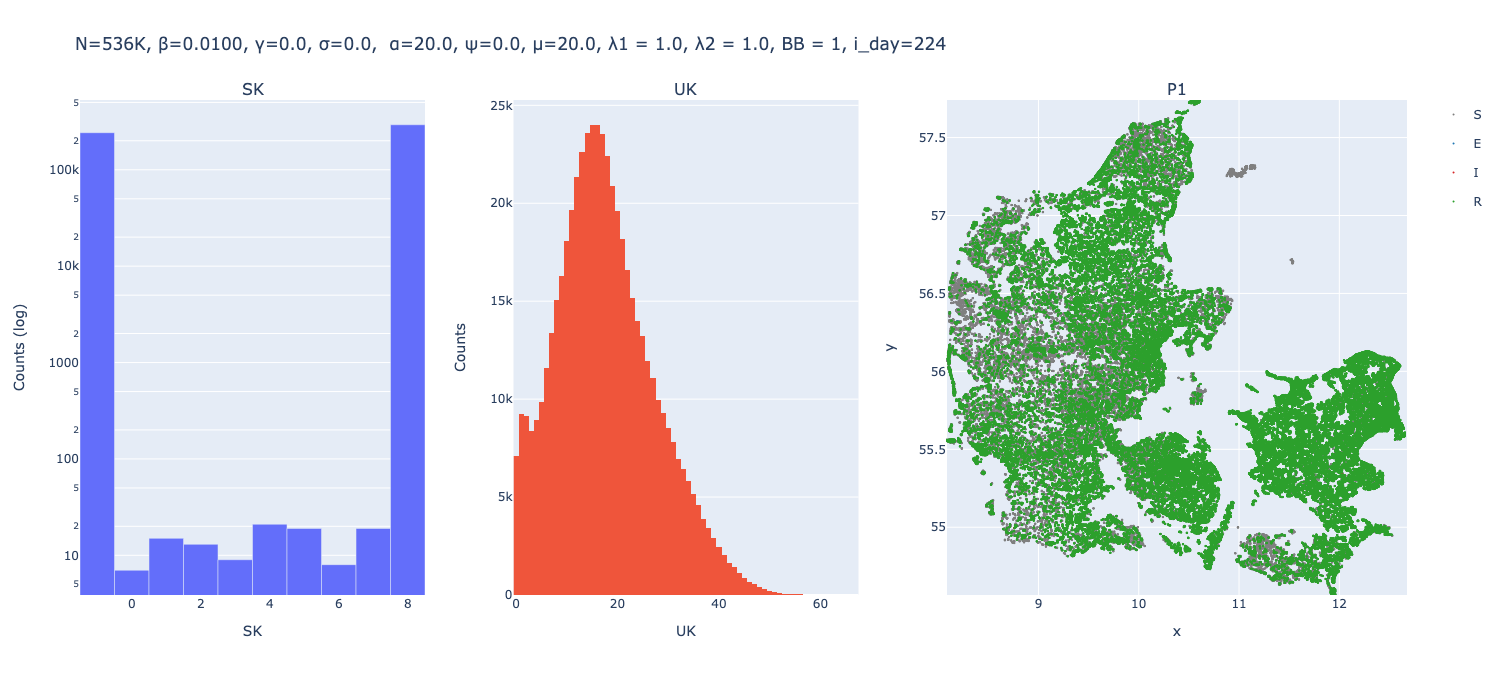 N=536K, β=0.0100, γ=0.0, σ=0.0,  α=20.0, ψ=0.0, μ=20.0, λ1 = 1.0, λ2 = 1.0, BB = 1, i_day=224
SK
UK
P1
5
2
100k
5
2
10k
5
2
1000
5
2
100
5
2
10
5
Counts (log)
0
2
4
6
8
SK
25k
20k
15k
10k
5k
0
Counts
0
20
40
60
UK
57.5
57
56.5
56
55.5
55
y
9
10
11
12
x
S
E
I
R